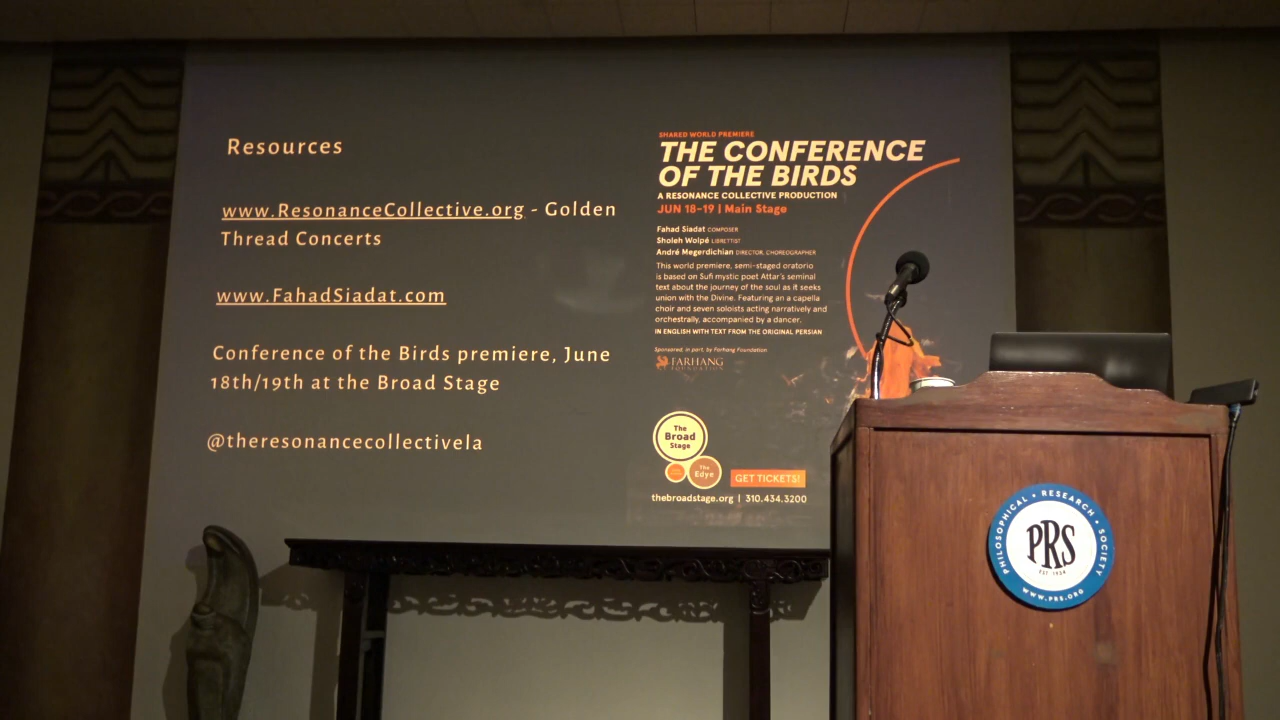 Resources
www.ResonanceCollective.org - Golden
Thread Concerts
www.FahadSiadat.com
Conference of the Birds premiere, June
18th/19th at the Broad Stage
@theresonancecollectivela
SHARED WORLD PREMIERE
THE CONFERENCE
OF THE BIRDS
A RESONANCE COLLECTIVE PRODUCTION
JUN 18-19 | Main Stage
Fahad Siadat COMPOSER
Sholeh Wolpé LIBRETTIST
André Megerdichian DIRECTOR, CHOREOGRAPHER
This world premiere, semi-staged oratorio
is based on Sufi mystic poet Attar's seminal
text about the journey of the soul as it seeks
union with the Divine. Featuring an a capella
choir and seven soloists acting narratively and
orchestrally, accompanied by a dancer.
IN ENGLISH WITH TEXT FROM THE ORIGINAL PERSIAN
Sponsored, in part, by Farhang Foundation
FARHANG
FOUNDATION
The
Broad
Stage
The
Edye
GET TICKETS!
thebroadstage.org | 310.434.3200
PHILOSOPHICAL • RESEARCH • SOCIETY
PRS
EST. 1934
WWW.PRS.ORG